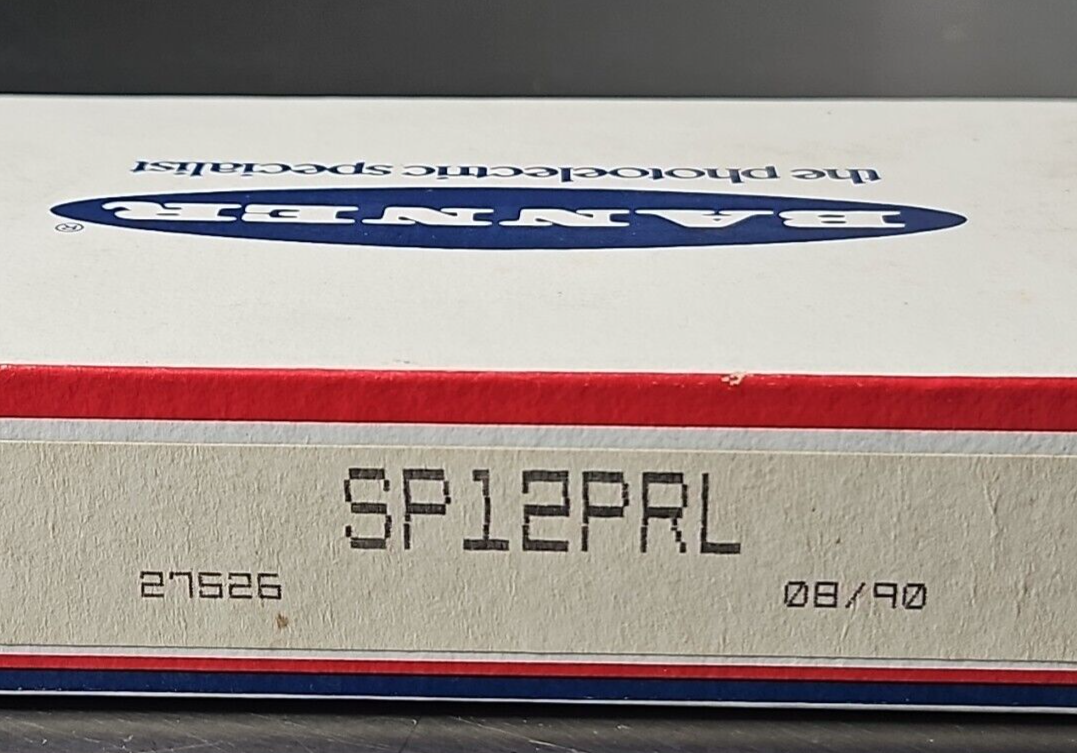 the photoelectric specialist
BANNER®
SP12PRL
27526
08/90